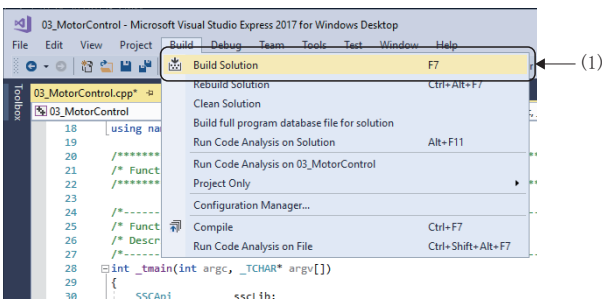 03_MotorControl - Microsoft Visual Studio Express 2017 for Windows Desktop
File Edit View Project Build Debug Team Tools Test Window Help
Build Solution F7
(1)
Toolbox
03_MotorControl.cpp*
Rebuild Solution Ctrl+Alt+F7
03_MotorControl
Clean Solution
18 using
Build full program database file for solution
19
Run Code Analysis on Solution Alt+F11
20 /*******
Run Code Analysis on 03_MotorControl
21 /* Funct
22 /*******
Project Only
23
Configuration Manager...
24 /*------
25 /* Funct
Compile Ctrl+F7
26 /* Descr
Run Code Analysis on File Ctrl+Shift+Alt+F7
27 /*------
28 int _tmain(int argc, _TCHAR* argv[])
29 {
30 SSCApi sscLib;